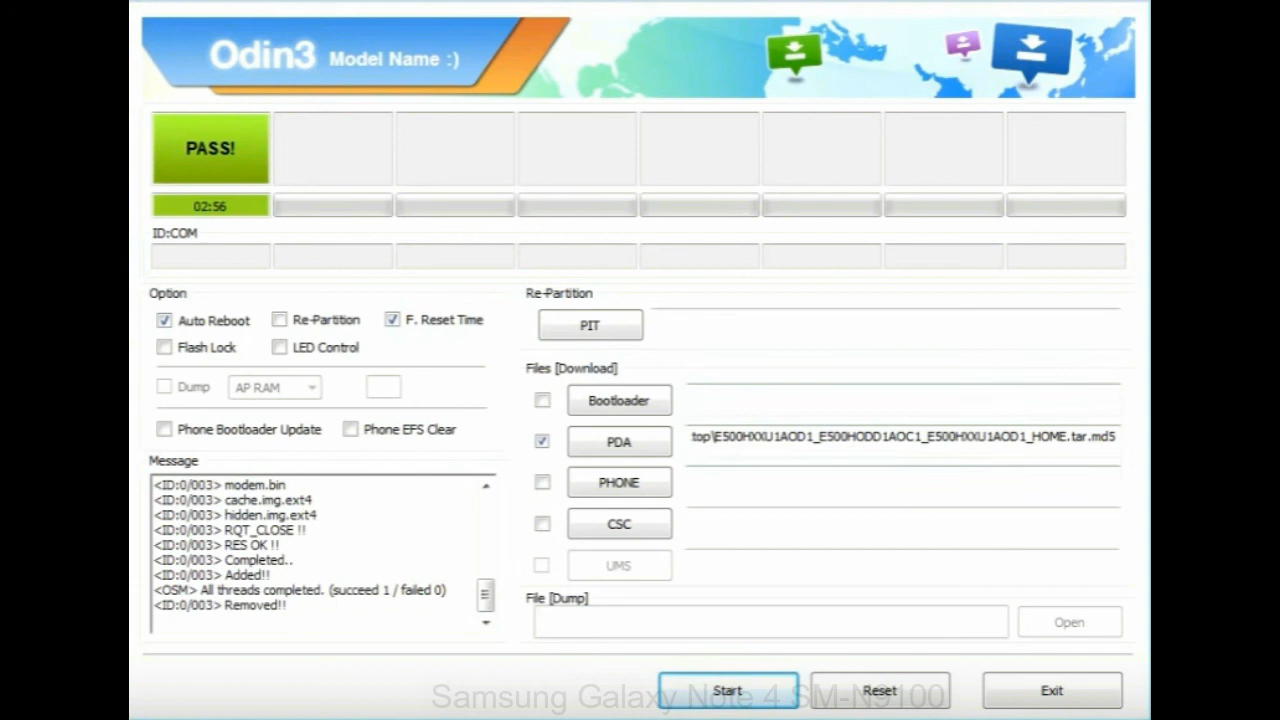 Odin3 Model Name :)
PASS!
02:56
ID:COM
Option
Re-Partition
Auto Reboot Re-Partition F. Reset Time
PIT
Flash Lock LED Control
Files [Download]
Dump AP RAM
Bootloader
Phone Bootloader Update Phone EFS Clear
PDA top\E500HXXU1AOD1_E500HODD1AOC1_E500HXXU1AOD1_HOME.tar.md5
Message
PHONE
CSC
UMS
<ID:0/003> modem.bin
<ID:0/003> cache.img.ext4
<ID:0/003> hidden.img.ext4
<ID:0/003> RQT_CLOSE !!
<ID:0/003> RES OK !!
<ID:0/003> Completed..
<ID:0/003> Added!!
<OSM> All threads completed. (succeed 1 / failed 0)
<ID:0/003> Removed!!
File [Dump]
Open
Start Reset Exit
Samsung Galaxy Note 4 SM-N9100